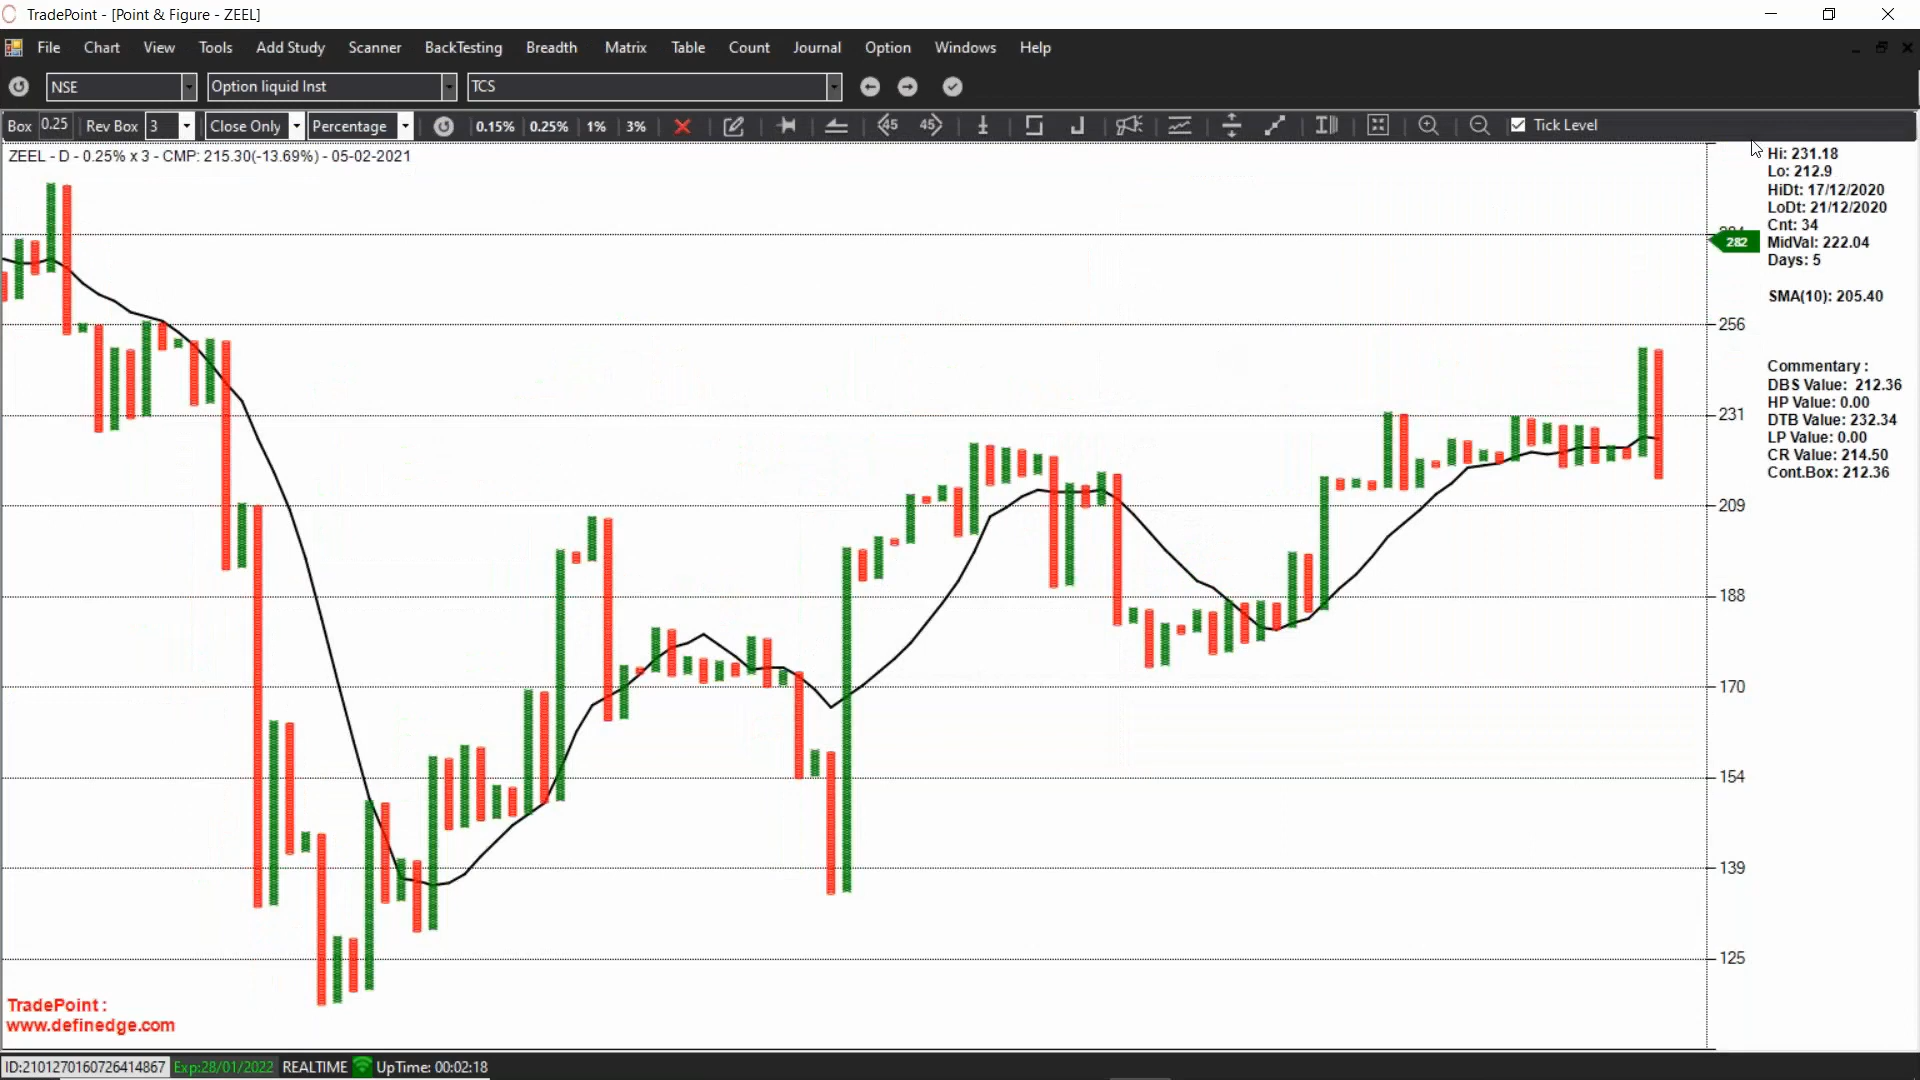 TradePoint - [Point & Figure - ZEEL]
File Chart View Tools Add Study Scanner BackTesting Breadth Matrix Table Count Journal Option Windows Help
NSE Option liquid Inst TCS
Box 0.25 Rev Box 3 Close Only Percentage 0.15% 0.25% 1% 3% 45 45 Tick Level
ZEEL - D - 0.25% x 3 - CMP: 215.30(-13.69%) - 05-02-2021
Hi: 231.18
Lo: 212.9
HiDt: 17/12/2020
LoDt: 21/12/2020
Cnt: 34
MidVal: 222.04
Days: 5
SMA(10): 205.40
Commentary :
DBS Value: 212.36
HP Value: 0.00
DTB Value: 232.34
LP Value: 0.00
CR Value: 214.50
Cont.Box: 212.36
282
256
231
209
188
170
154
139
125
TradePoint :
www.definedge.com
ID:2101270160726414867 Exp:28/01/2022 REALTIME UpTime: 00:02:18